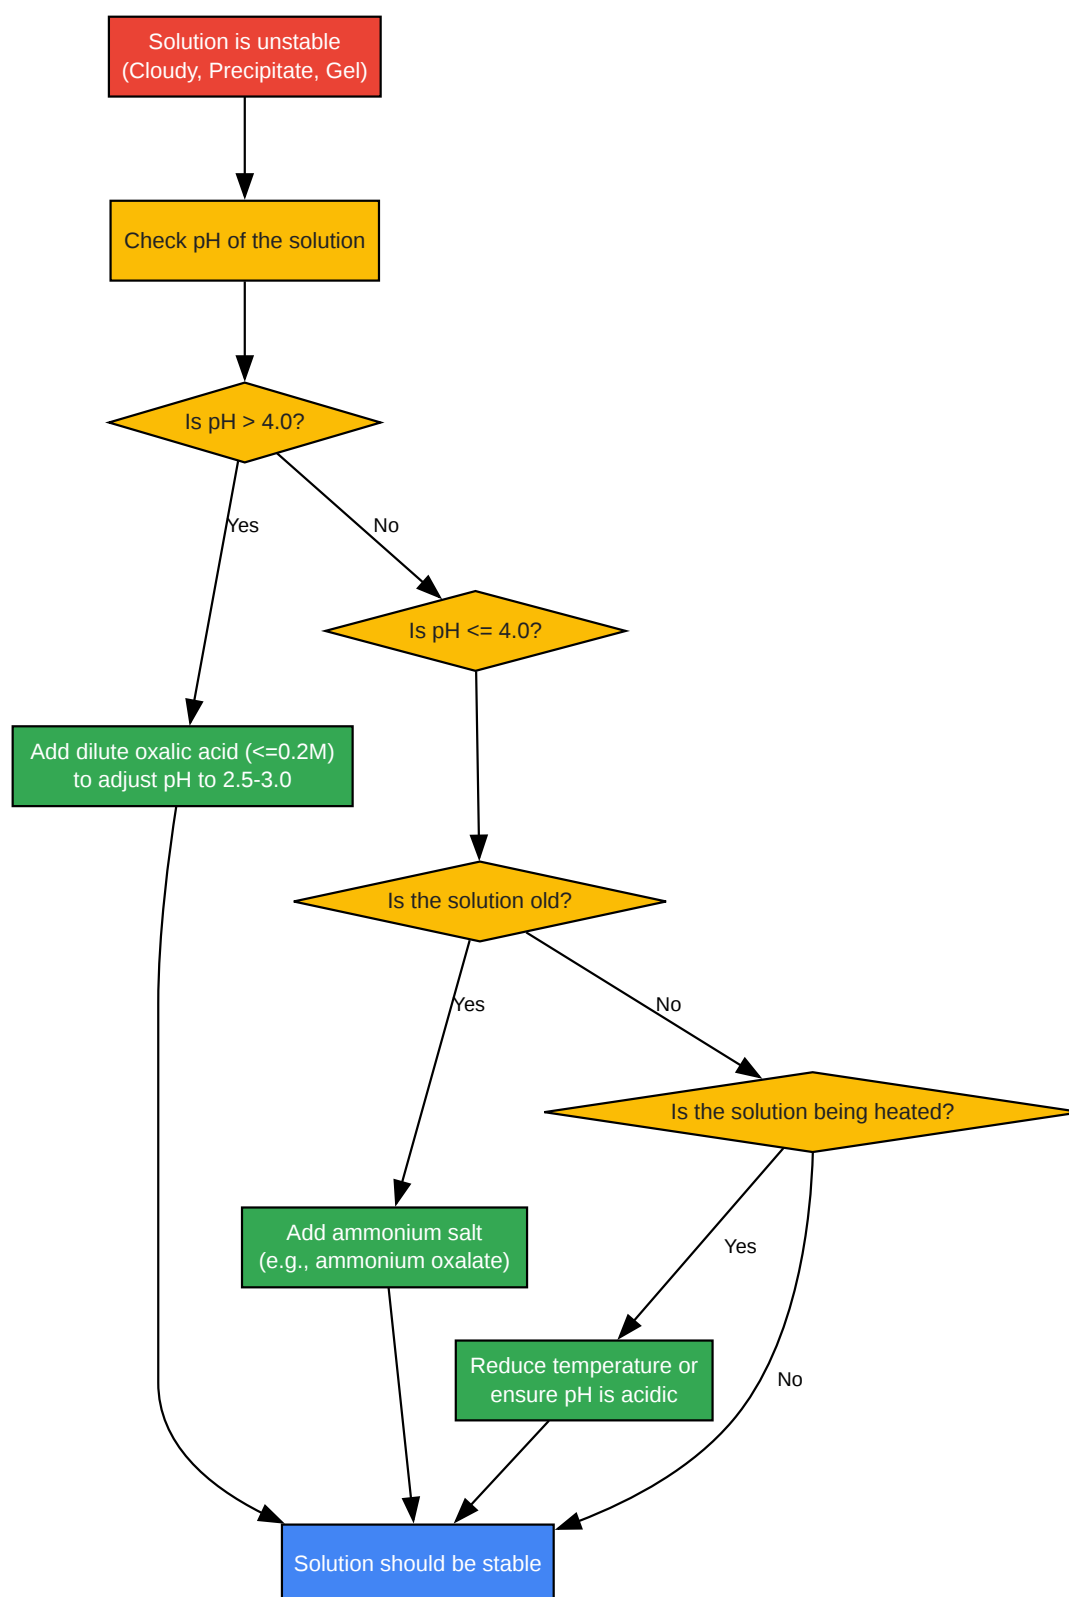 Solution is unstable
(Cloudy, Precipitate, Gel)
Check pH of the solution
Is pH > 4.0?
Yes
No
Is pH <= 4.0?
Add dilute oxalic acid (<=0.2M)
to adjust pH to 2.5-3.0
Is the solution old?
Yes
No
Is the solution being heated?
Add ammonium salt
(e.g., ammonium oxalate)
Yes
Reduce temperature or
ensure pH is acidic
No
Solution should be stable